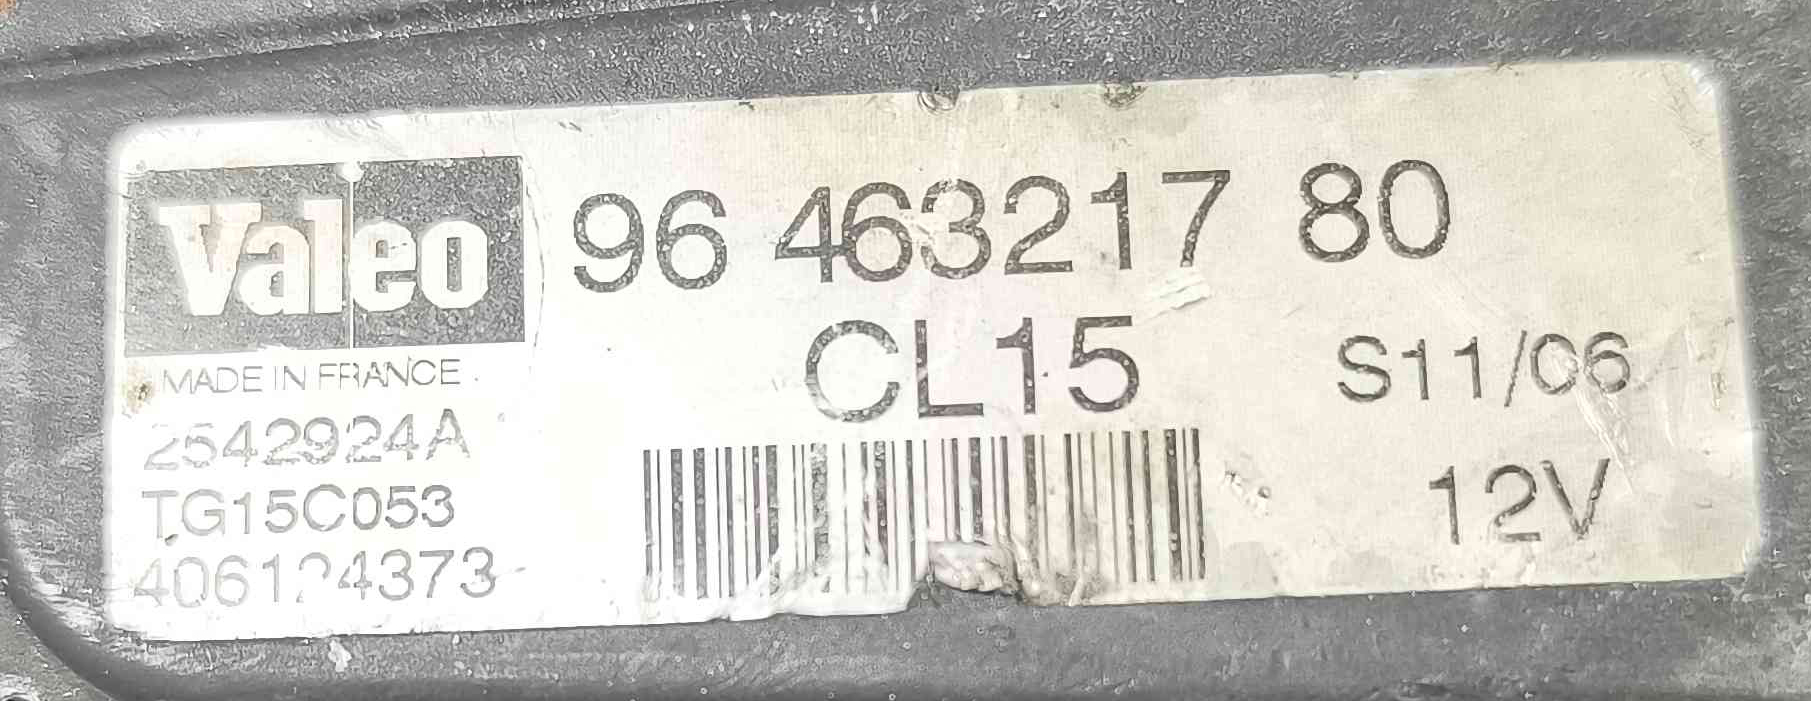 Valeo
96 463217 80
CL15
S11/06
MADE IN FRANCE
2542924A
TG15C053
12V
406124373